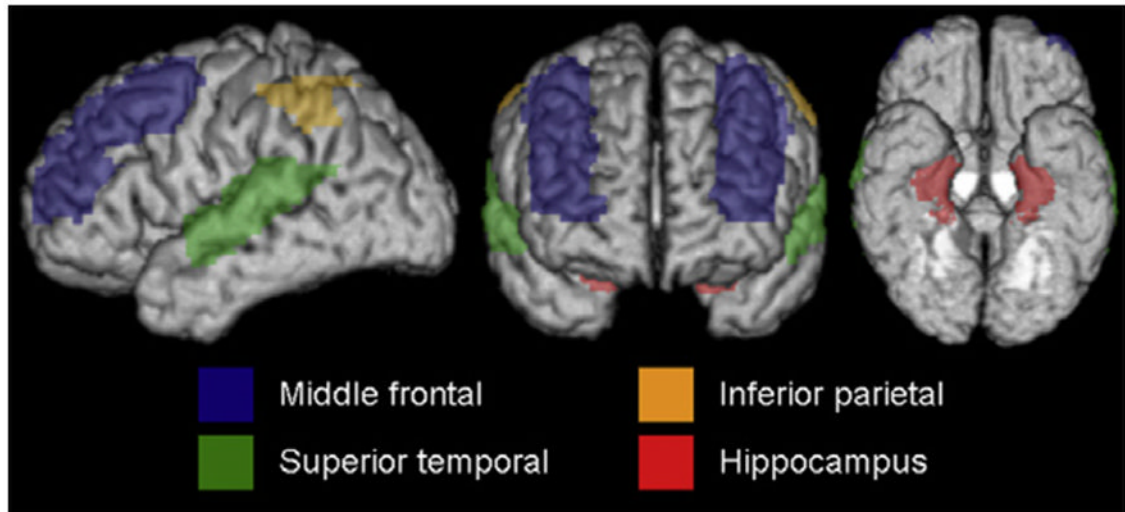 Middle frontal
Inferior parietal
Superior temporal
Hippocampus